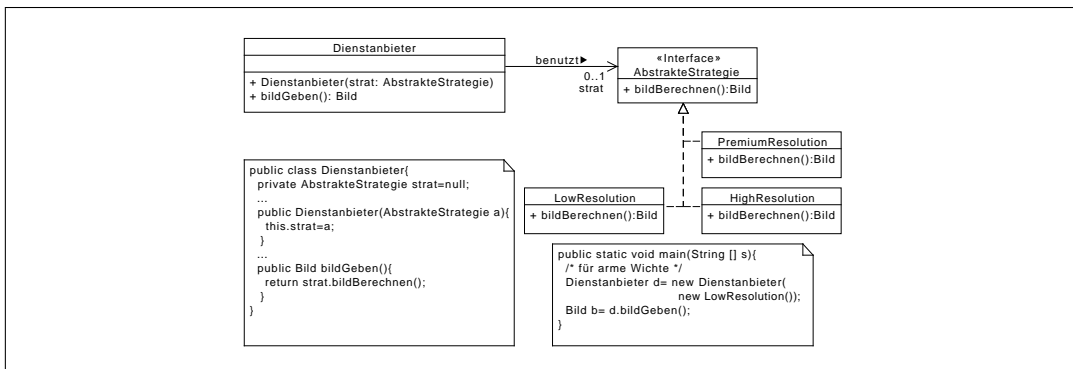 Dienstanbieter
+ Dienstanbieter(strat: AbstrakteStrategie)
+ bildGeben(): Bild
benutzt▶
0..1
strat
«Interface»
AbstrakteStrategie
+ bildBerechnen():Bild
PremiumResolution
+ bildBerechnen():Bild
LowResolution
+ bildBerechnen():Bild
HighResolution
+ bildBerechnen():Bild
public class Dienstanbieter{
private AbstrakteStrategie strat=null;
...
public Dienstanbieter(AbstrakteStrategie a){
this.strat=a;
}
...
public Bild bildGeben(){
return strat.bildBerechnen();
}
}
public static void main(String [] s){
/* für arme Wichte */
Dienstanbieter d= new Dienstanbieter(
new LowResolution());
Bild b= d.bildGeben();
}